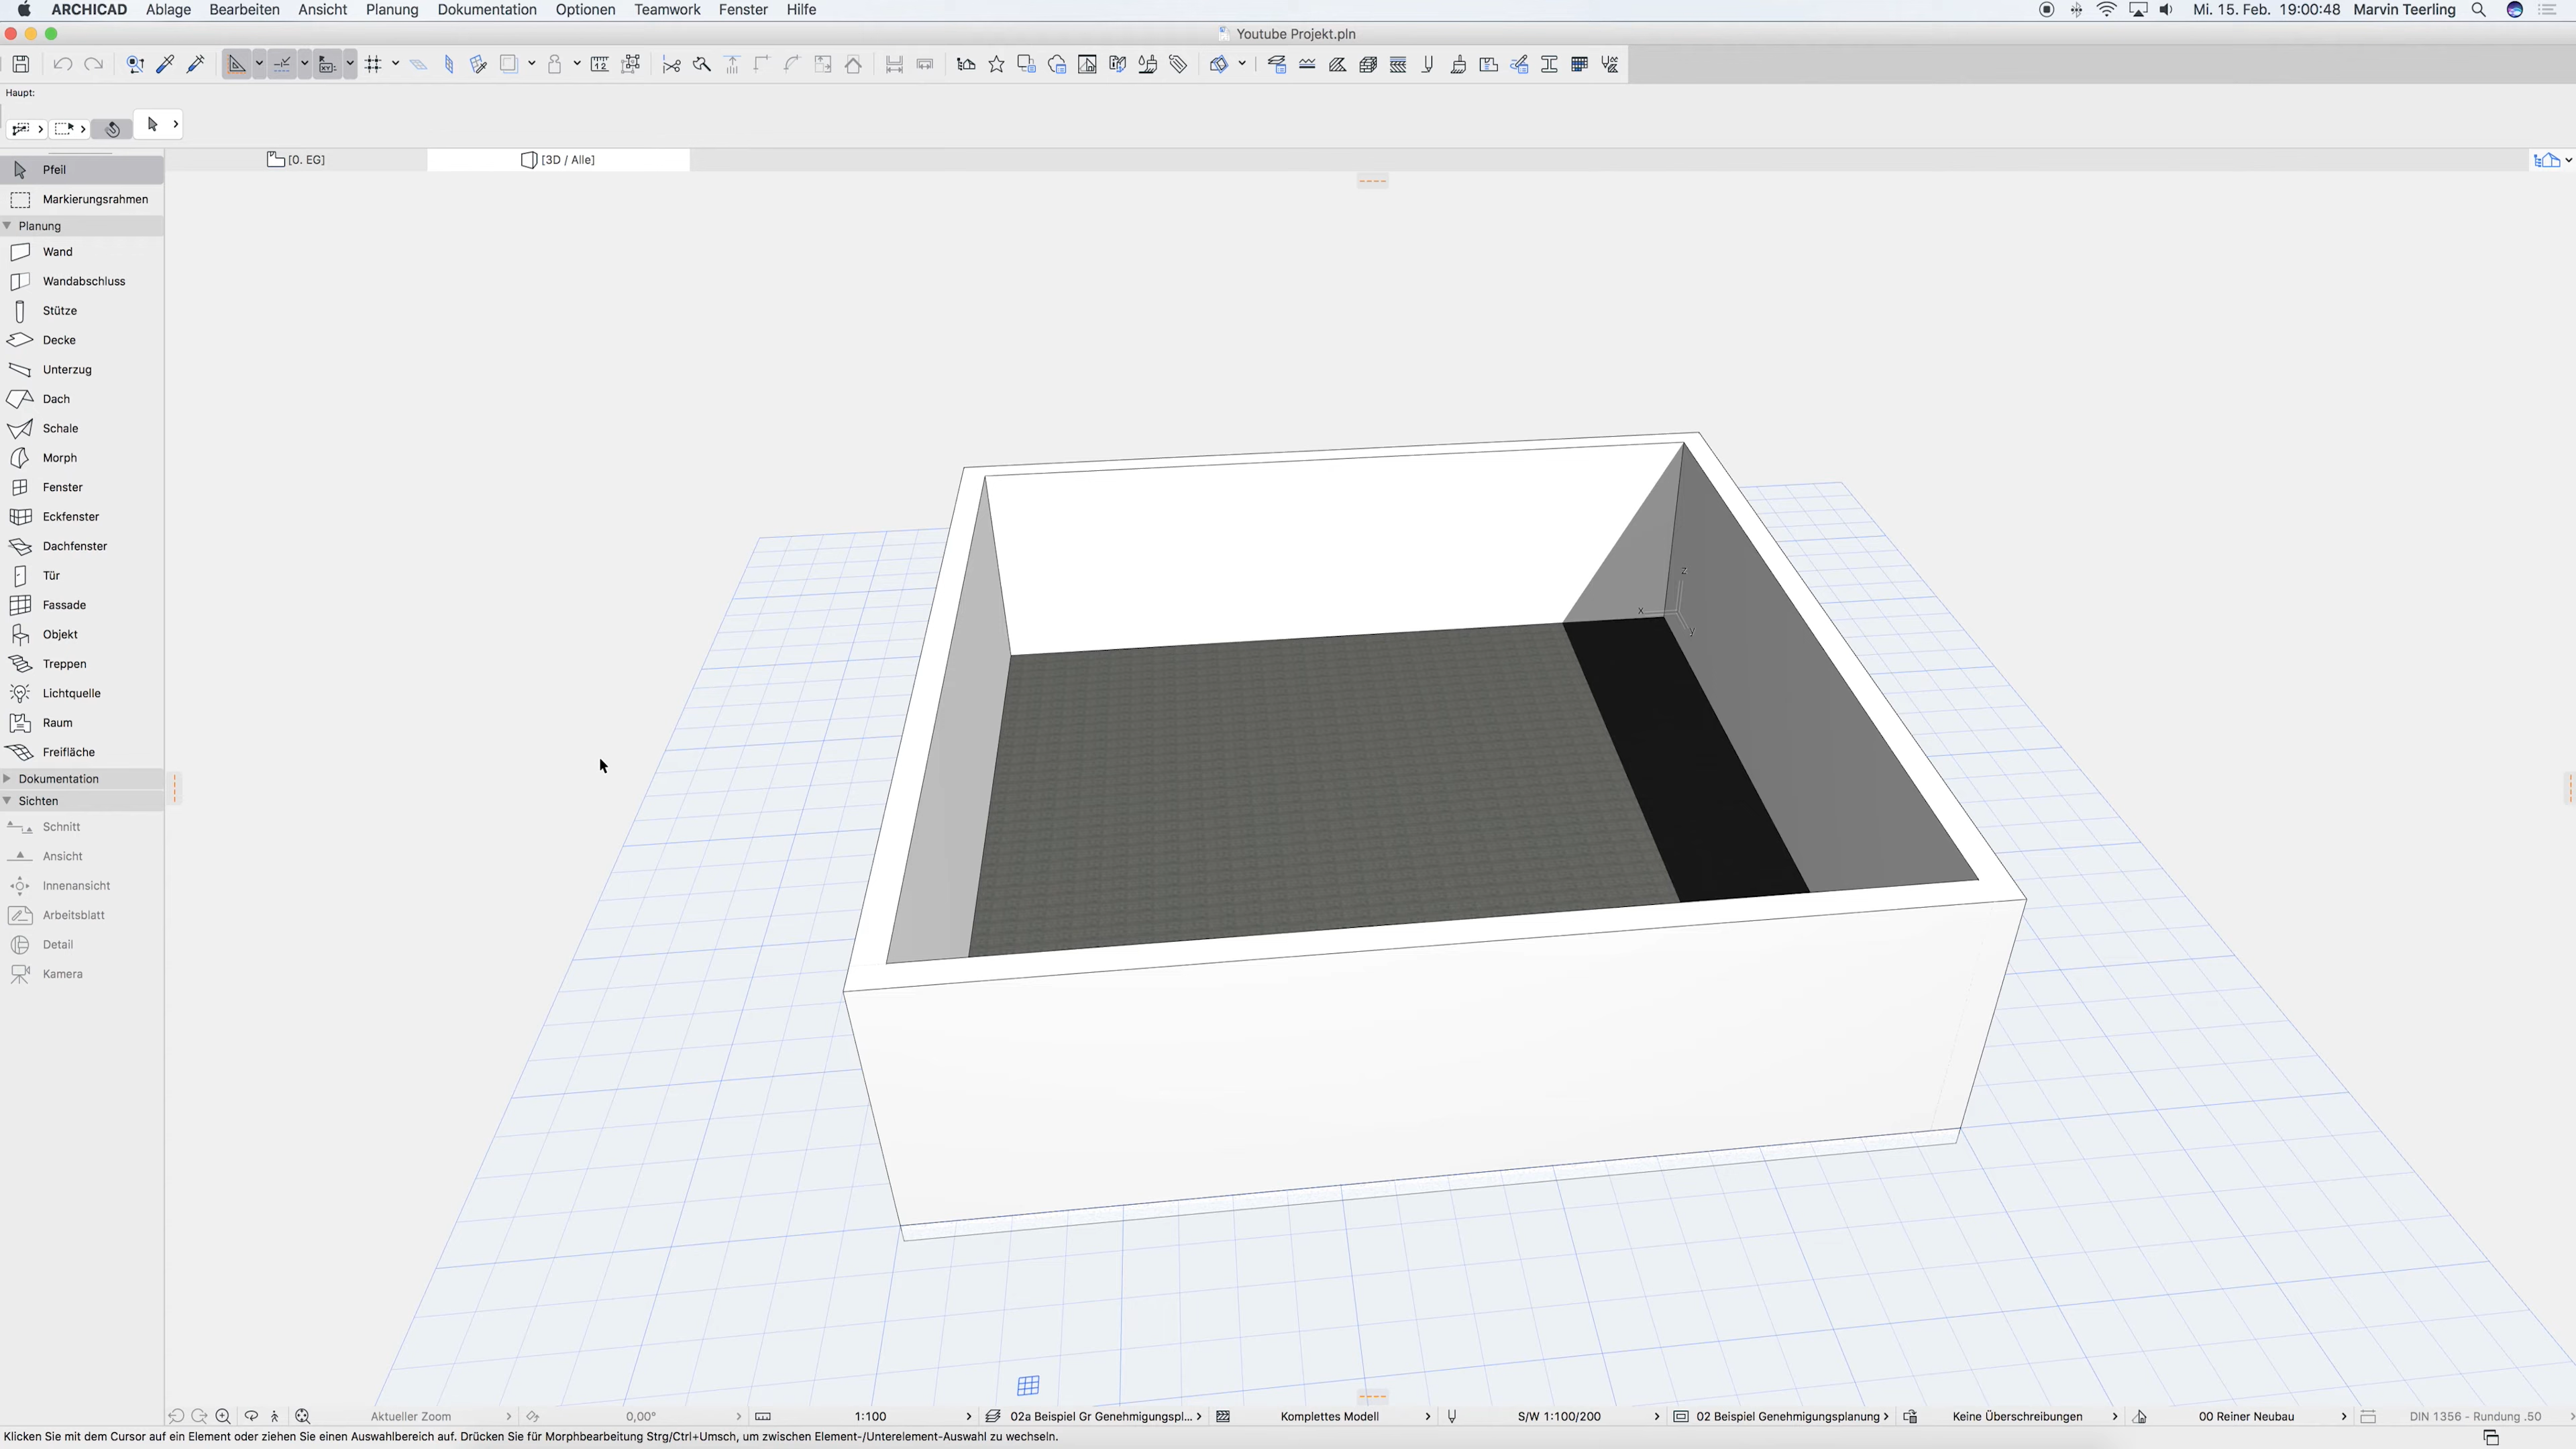 ARCHICAD Ablage Bearbeiten Ansicht Planung Dokumentation Optionen Teamwork Fenster Hilfe Mi. 15. Feb. 19:00:48 Marvin Teerling
Youtube Projekt.pln
Haupt:
[0. EG] [3D / Alle]
Pfeil
Markierungsrahmen
Planung
Wand
Wandabschluss
Stütze
Decke
Unterzug
Dach
Schale
Morph
Fenster
Eckfenster
Dachfenster
Tür
Fassade
Objekt
Treppen
Lichtquelle
Raum
Freifläche
Dokumentation
Sichten
Schnitt
Ansicht
Innenansicht
Arbeitsblatt
Detail
Kamera
z
x
y
Aktueller Zoom 0,00° 1:100 02a Beispiel Gr Genehmigungspl... Komplettes Modell S/W 1:100/200 02 Beispiel Genehmigungsplanung Keine Überschreibungen 00 Reiner Neubau DIN 1356 - Rundung .50
Klicken Sie mit dem Cursor auf ein Element oder ziehen Sie einen Auswahlbereich auf. Drücken Sie für Morphbearbeitung Strg/Ctrl+Umsch, um zwischen Element-/Unterelement-Auswahl zu wechseln.